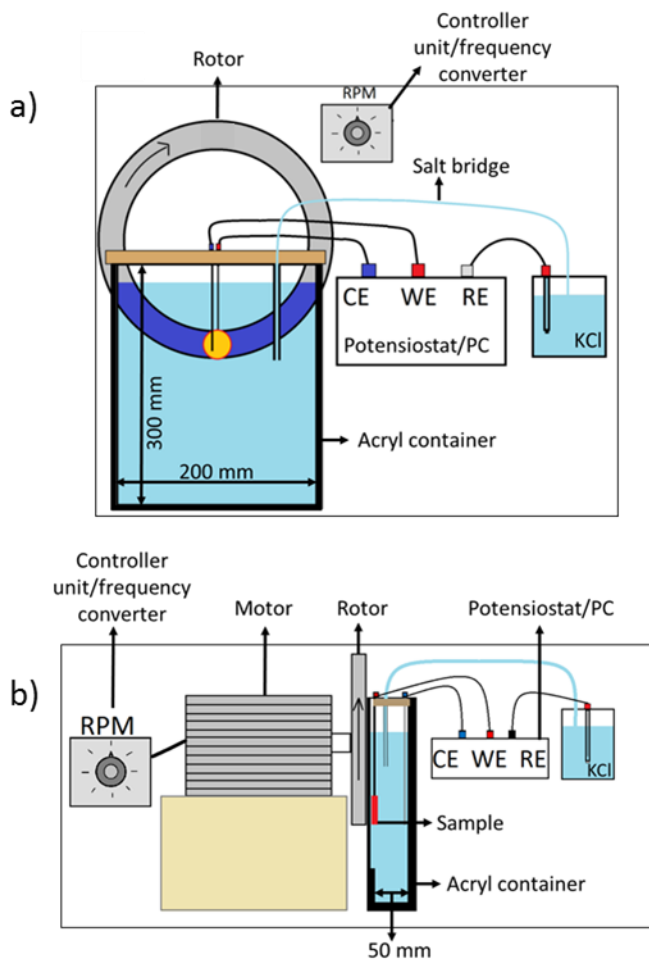 a)
Rotor
Controller
unit/frequency
converter
RPM
Salt bridge
CE WE RE
Potensiostat/PC
KCl
300 mm
200 mm
Acryl container
b)
Controller
unit/frequency
converter
Motor
Rotor
Potensiostat/PC
RPM
CE WE RE
KCl
Sample
Acryl container
50 mm